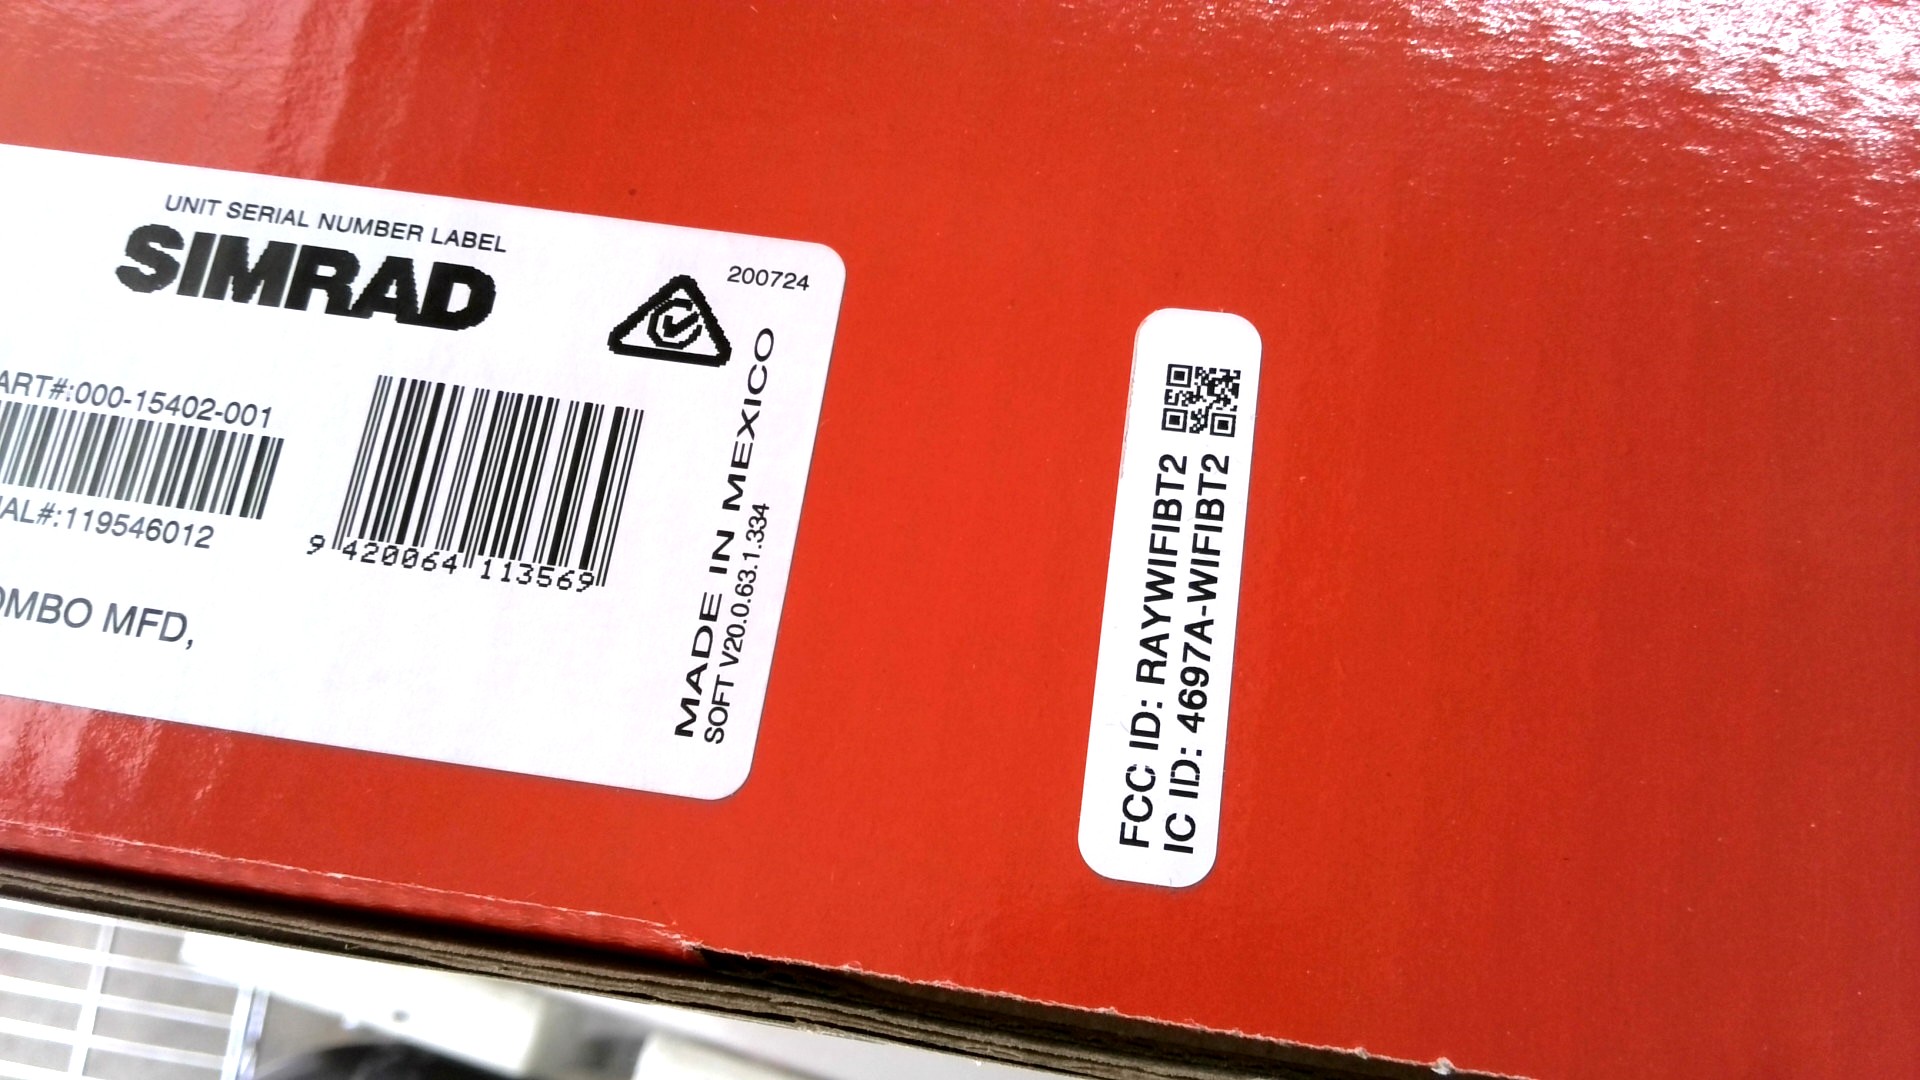 UNIT SERIAL NUMBER LABEL
SIMRAD
200724
ART#:000-15402-001
IAL#:119546012
9 420064 113569
OMBO MFD,
MADE IN MEXICO
SOFT V20.0.63.1.334
FCC ID: RAYWIFIBT2
IC ID: 4697A-WIFIBT2